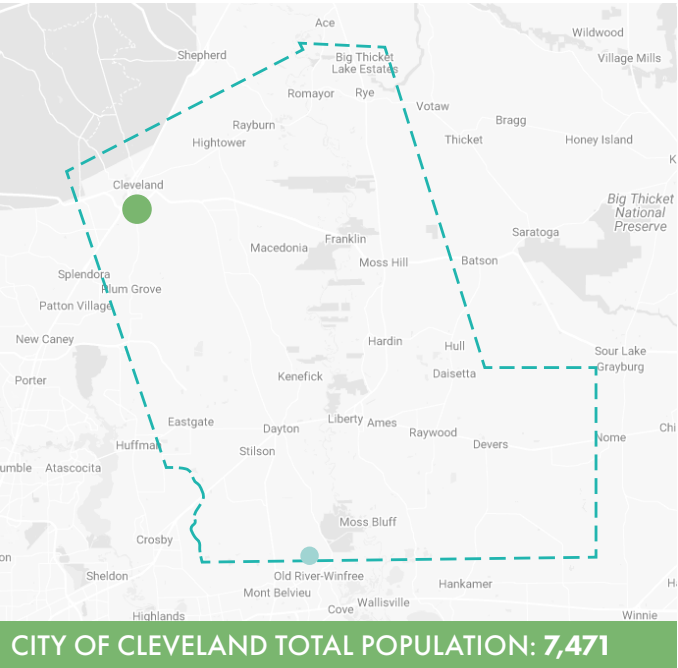 Ace
Wildwood
Shepherd
Big Thicket
Lake Estates
Village Mills
Romayor
Rye
Votaw
Bragg
Rayburn
Hightower
Thicket
Honey Island
K
Cleveland
Big Thicket
National
Preserve
Saratoga
Macedonia
Franklin
Moss Hill
Batson
Splendora
Plum Grove
Patton Village
New Caney
Hardin
Hull
Sour Lake
Grayburg
Porter
Kenefick
Daisetta
Eastgate
Dayton
Liberty
Ames
Raywood
Devers
Nome
Chi
Huffman
Stilson
umble
Atascocita
Moss Bluff
Crosby
on
Sheldon
Old River-Winfree
Hankamer
H
Mont Belvieu
Cove
Wallisville
Highlands
Winnie
CITY OF CLEVELAND TOTAL POPULATION: 7,471